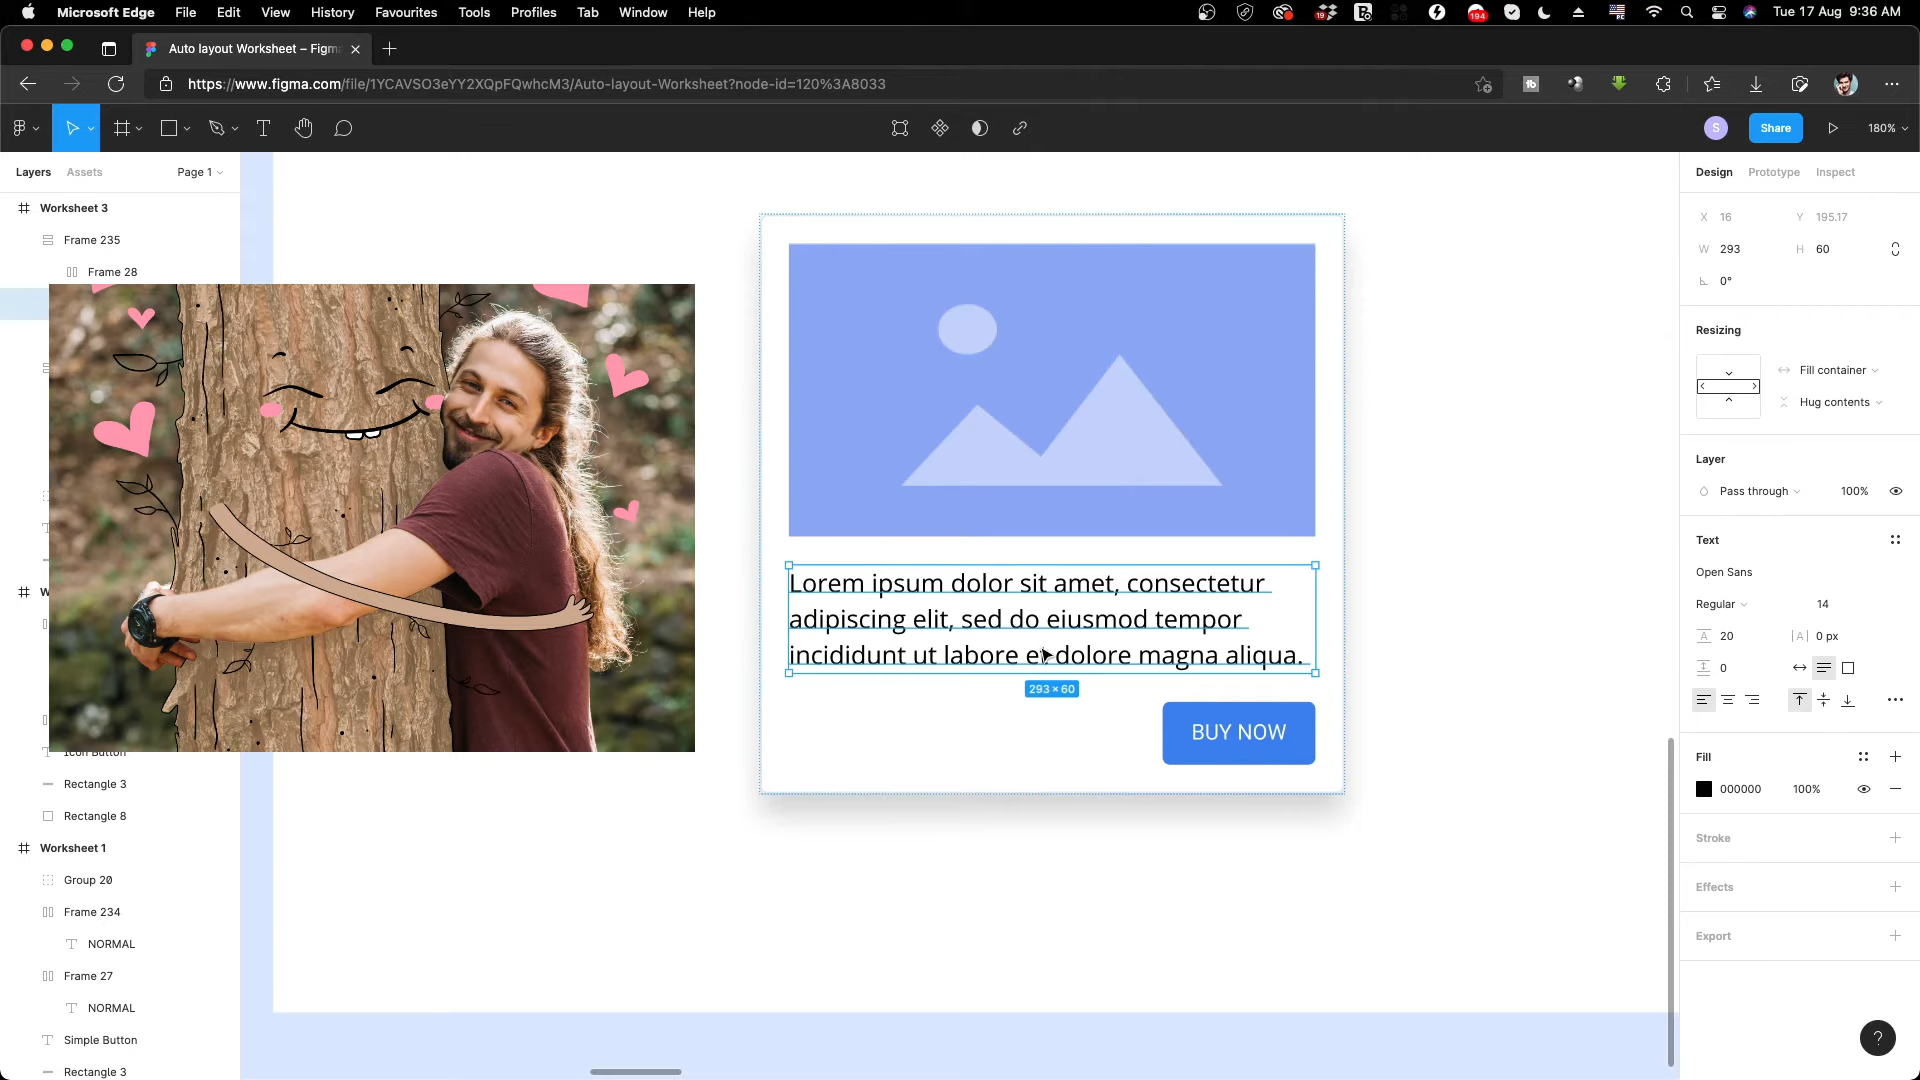 Microsoft Edge File Edit View History Favourites Tools Profiles Tab Window Help 19 194 Tue 17 Aug 9:36 AM
Auto layout Worksheet – Figma
https://www.figma.com/file/1YCAVSO3eYY2XQpFQwhcM3/Auto-layout-Worksheet?node-id=120%3A8033
S Share 180%
Layers Assets Page 1
Worksheet 3
Frame 235
Frame 28
W
Icon Button
Rectangle 3
Rectangle 8
Worksheet 1
Group 20
Frame 234
NORMAL
Frame 27
NORMAL
Simple Button
Rectangle 3
Lorem ipsum dolor sit amet, consectetur
adipiscing elit, sed do eiusmod tempor
incididunt ut labore et dolore magna aliqua.
293 × 60
BUY NOW
Design Prototype Inspect
X 16 Y 195.17
W 293 H 60
0°
Resizing
Fill container
Hug contents
Layer
Pass through 100%
Text
Open Sans
Regular 14
A 20 |A| 0 px
0
Fill
000000 100%
Stroke
Effects
Export
?